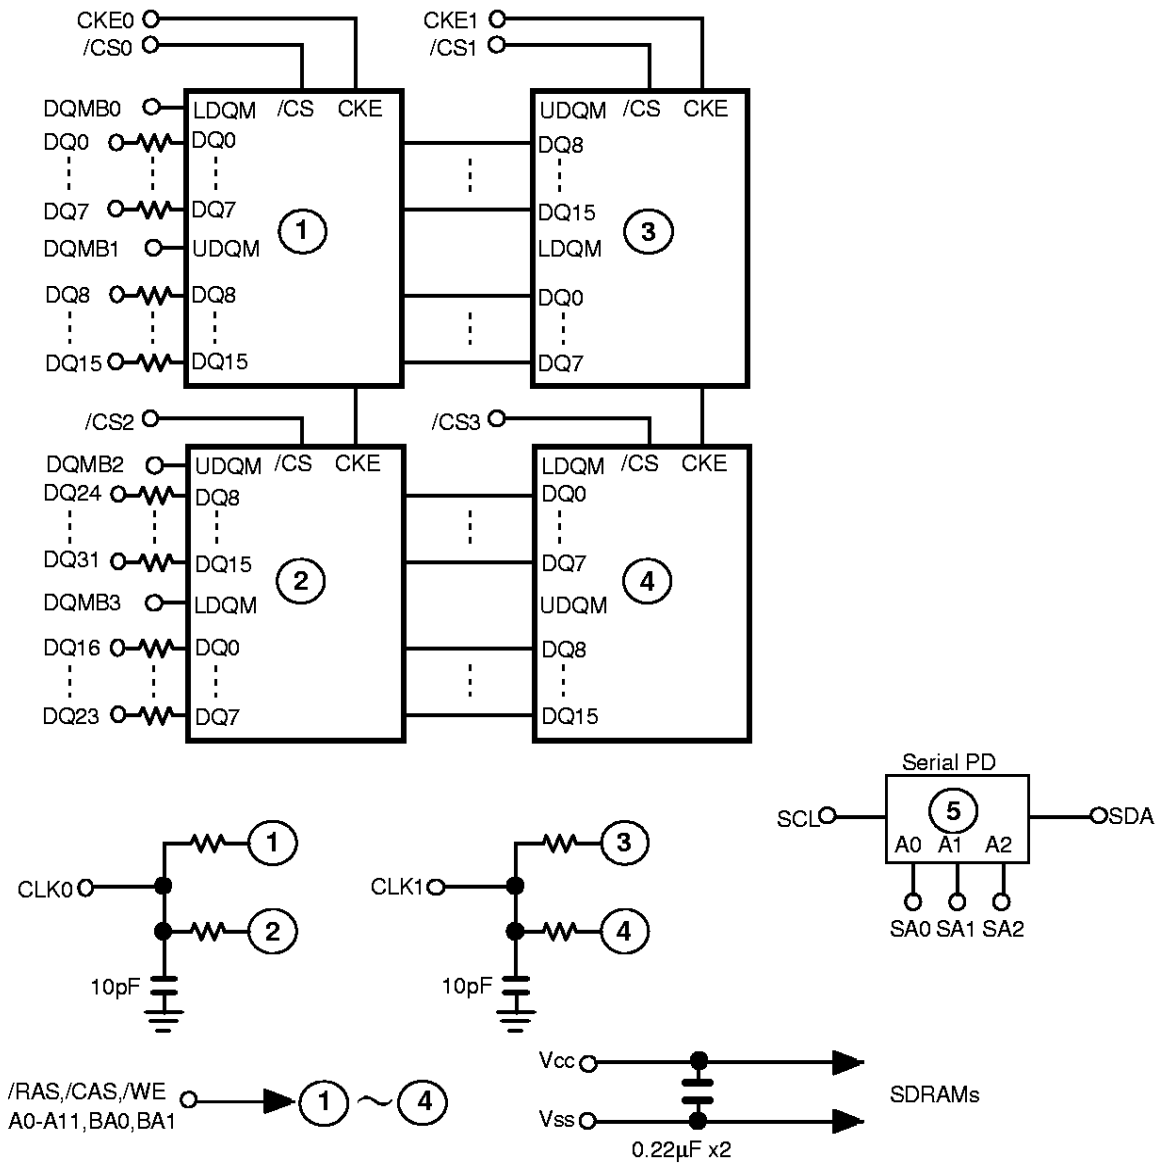 CKE0 CKE1
/CS0 /CS1
DQMB0 LDQM /CS CKE UDQM /CS CKE
DQ0 DQ0 DQ8
DQ7 DQ7 DQ15
1 3
DQMB1 UDQM LDQM
DQ8 DQ8 DQ0
DQ15 DQ15 DQ7
/CS2 /CS3
DQMB2 UDQM /CS CKE LDQM /CS CKE
DQ24 DQ8 DQ0
DQ31 DQ15 DQ7
2 4
DQMB3 LDQM UDQM
DQ16 DQ0 DQ8
DQ23 DQ7 DQ15
Serial PD
SCL 5 SDA
A0 A1 A2
SA0 SA1 SA2
1 3
CLK0 CLK1
2 4
10pF 10pF
/RAS,/CAS,/WE
A0-A11,BA0,BA1
1 ~ 4
Vcc
SDRAMs
Vss
0.22µF x2